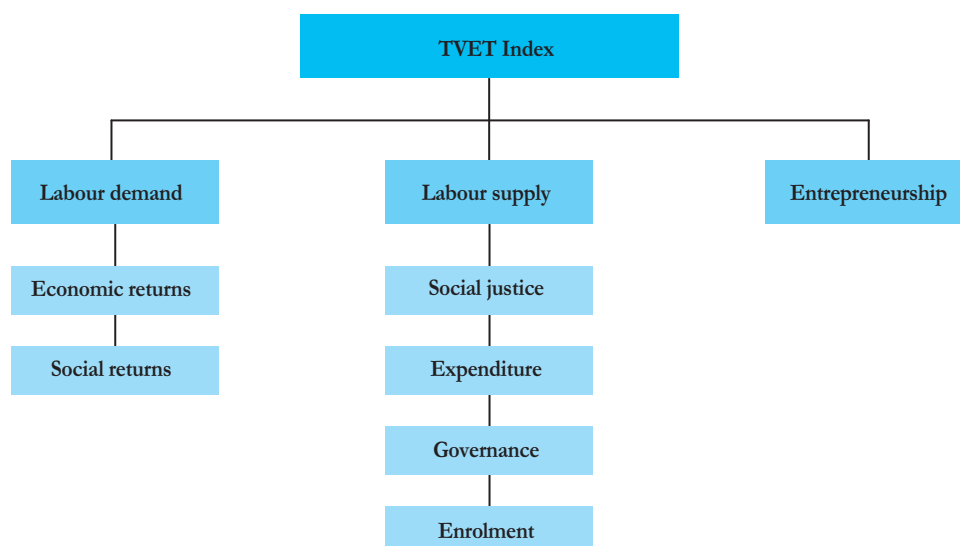 TVET Index
Labour demand
Labour supply
Entrepreneurship
Economic returns
Social justice
Social returns
Expenditure
Governance
Enrolment